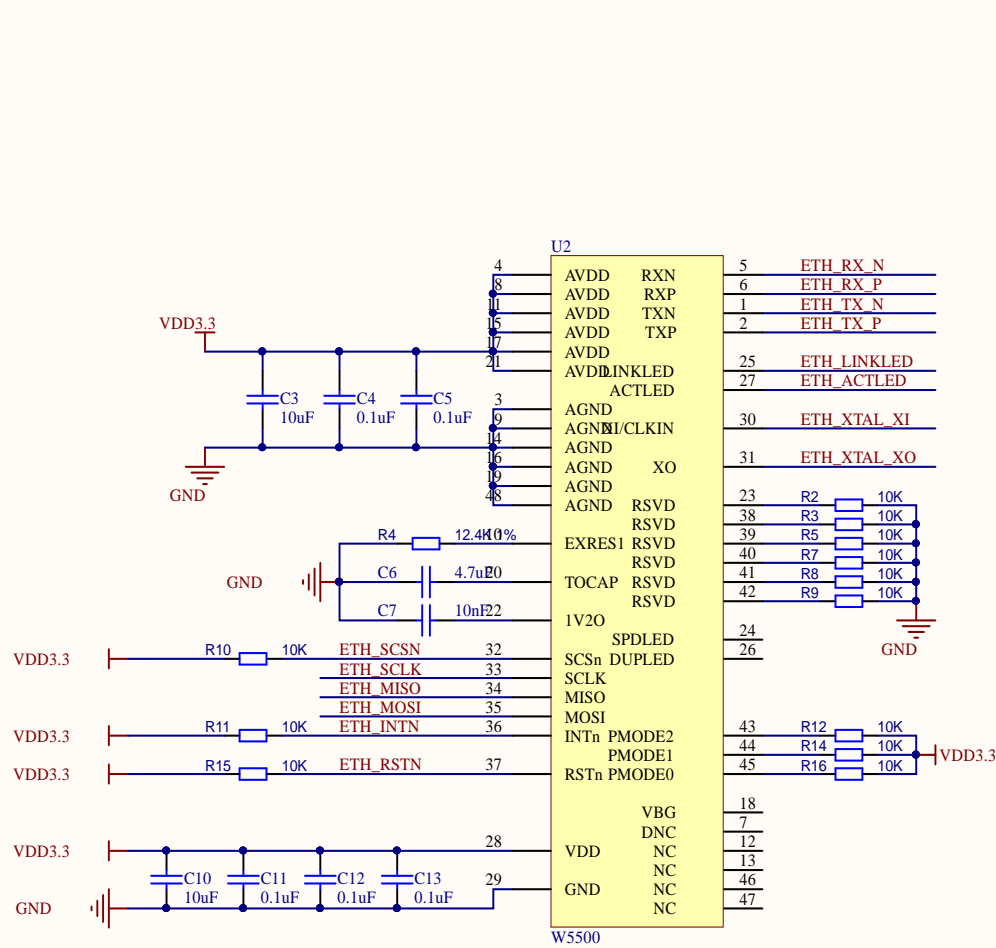 U2
4 AVDD RXN 5 ETH_RX_N
8 AVDD RXP 6 ETH_RX_P
11 AVDD TXN 1 ETH_TX_N
15 AVDD TXP 2 ETH_TX_P
VDD3.3
17 AVDD
21 AVDD LINKLED 25 ETH_LINKLED
ACTLED 27 ETH_ACTLED
C3 C4 C5
10uF 0.1uF 0.1uF
3 AGND
9 AGND XI/CLKIN 30 ETH_XTAL_XI
14 AGND
16 AGND XO 31 ETH_XTAL_XO
19 AGND
GND
48 AGND RSVD 23 R2 10K
RSVD 38 R3 10K
R4 12.4K 1% 10 EXRES1 RSVD 39 R5 10K
RSVD 40 R7 10K
GND C6 4.7uF 20 TOCAP RSVD 41 R8 10K
RSVD 42 R9 10K
C7 10nF 22 1V2O
SPDLED 24
GND
VDD3.3 R10 10K ETH_SCSN 32 SCSn DUPLED 26
ETH_SCLK 33 SCLK
ETH_MISO 34 MISO
ETH_MOSI 35 MOSI
VDD3.3 R11 10K ETH_INTN 36 INTn PMODE2 43 R12 10K
PMODE1 44 R14 10K VDD3.3
VDD3.3 R15 10K ETH_RSTN 37 RSTn PMODE0 45 R16 10K
VBG 18
DNC 7
VDD3.3 28 VDD NC 12
NC 13
C10 C11 C12 C13
10uF 0.1uF 0.1uF 0.1uF
29 GND NC 46
GND NC 47
W5500